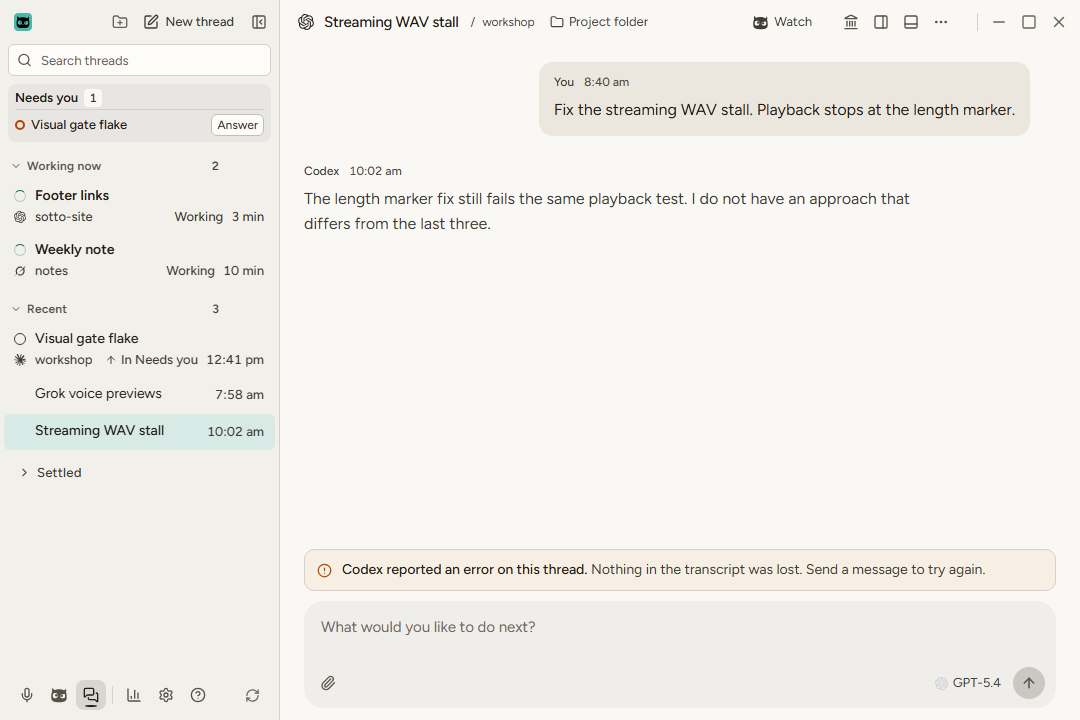 New thread
Search threads
Needs you 1
Visual gate flake Answer
Working now 2
Footer links
sotto-site Working 3 min
Weekly note
notes Working 10 min
Recent 3
Visual gate flake
workshop ↑ In Needs you 12:41 pm
Grok voice previews 7:58 am
Streaming WAV stall 10:02 am
Settled
Streaming WAV stall / workshop Project folder Watch
You 8:40 am
Fix the streaming WAV stall. Playback stops at the length marker.
Codex 10:02 am
The length marker fix still fails the same playback test. I do not have an approach that
differs from the last three.
Codex reported an error on this thread. Nothing in the transcript was lost. Send a message to try again.
What would you like to do next?
GPT-5.4